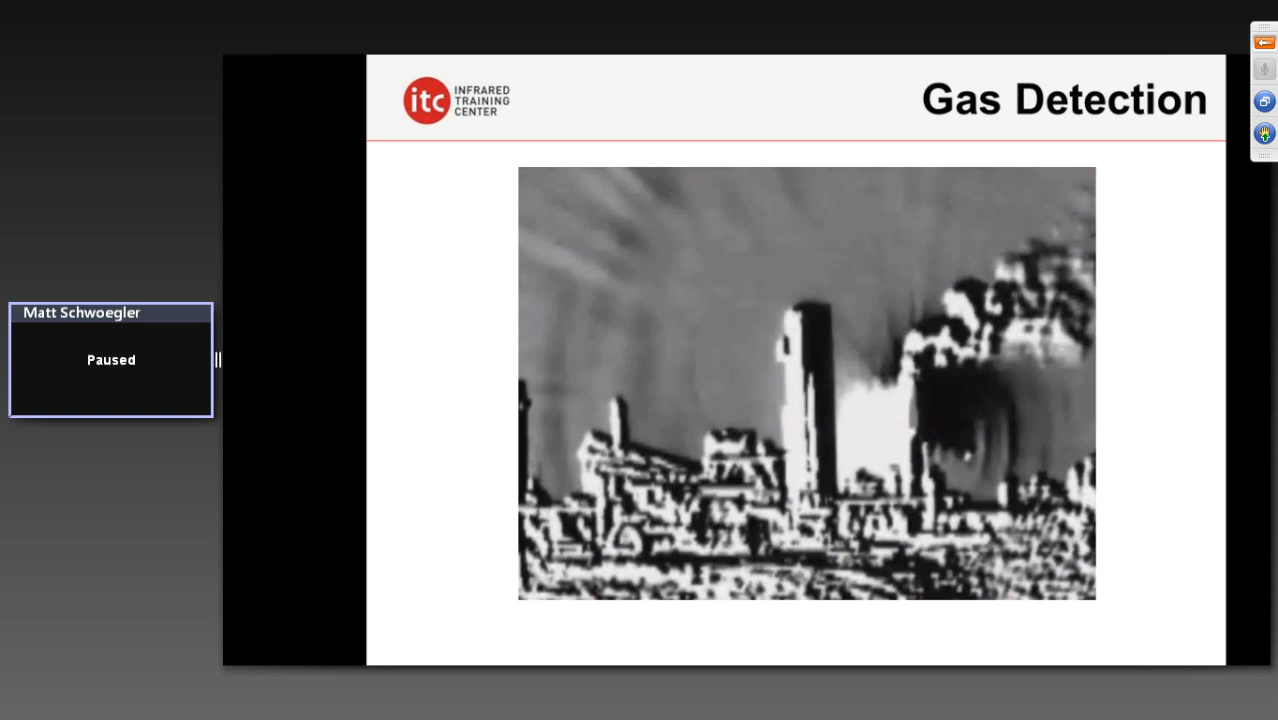 itc INFRARED
TRAINING
CENTER
Gas Detection
Matt Schwoegler
Paused